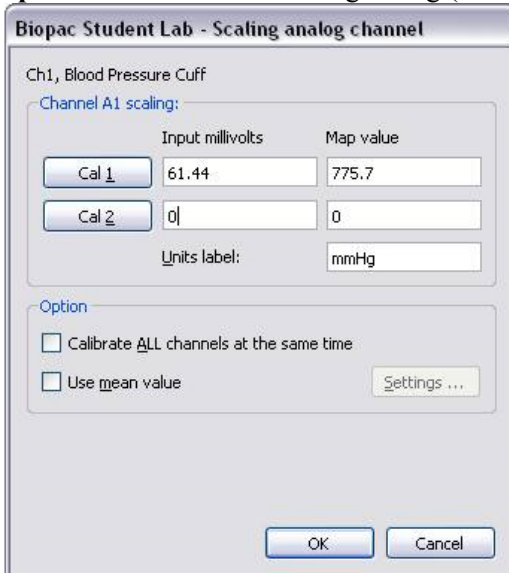 Biopac Student Lab - Scaling analog channel
Ch1, Blood Pressure Cuff
Channel A1 scaling:
Input millivolts Map value
Cal 1 61.44 775.7
Cal 2 0 0
Units label: mmHg
Option
Calibrate ALL channels at the same time
Use mean value Settings ...
OK Cancel